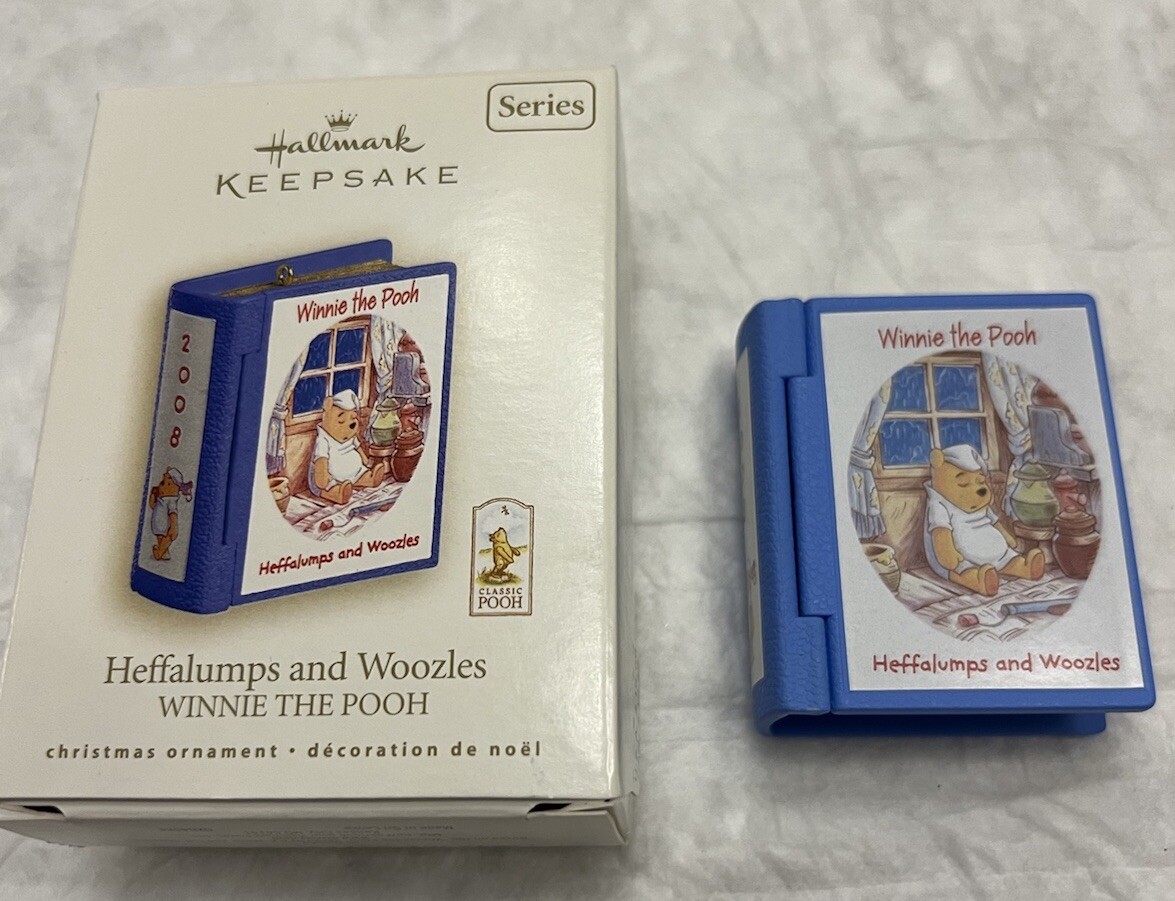 Series
Hallmark
KEEPSAKE
Winnie the Pooh
2008
Heffalumps and Woozles
CLASSIC
POOH
Heffalumps and Woozles
WINNIE THE POOH
christmas ornament • décoration de noël
Winnie the Pooh
Heffalumps and Woozles